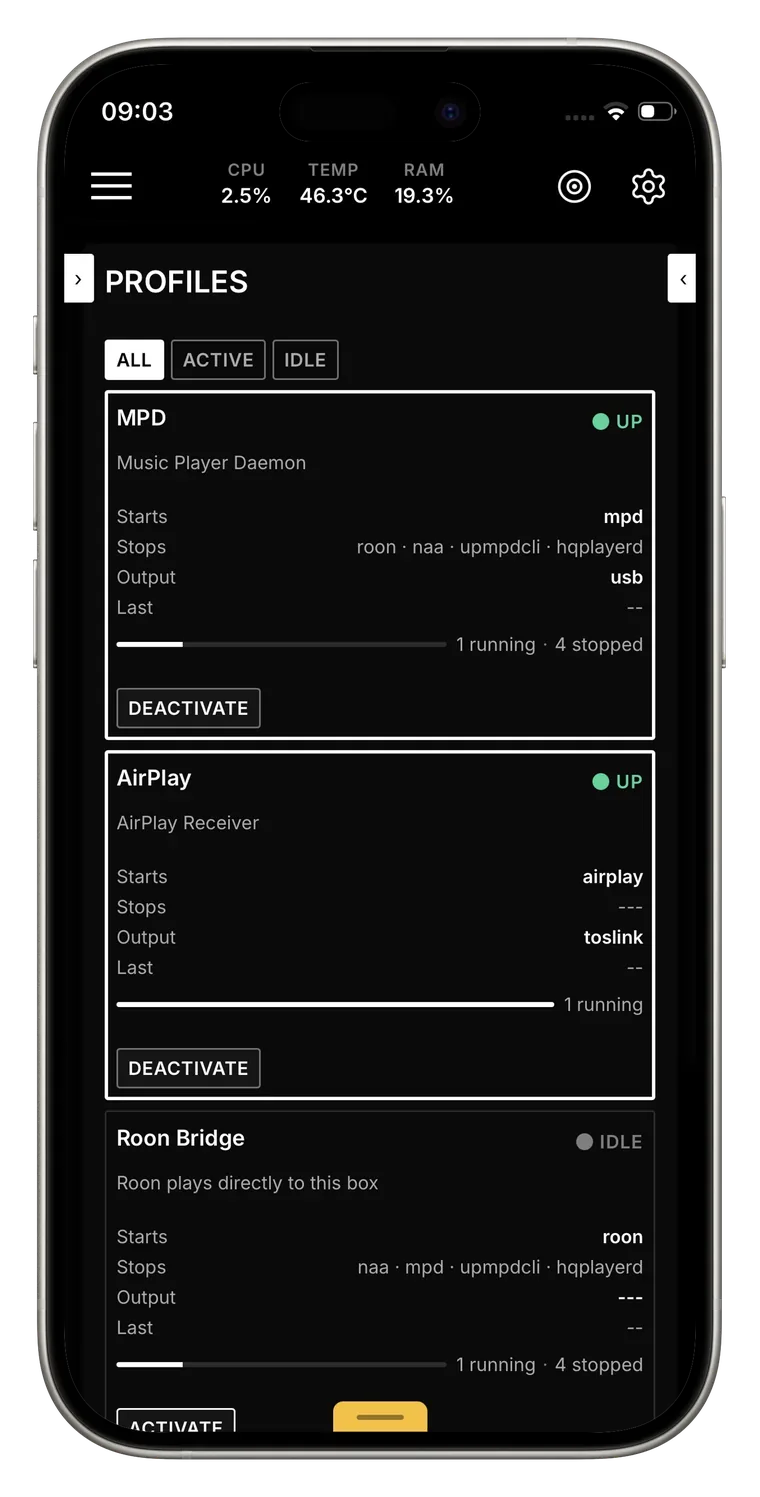 09:03
CPU TEMP RAM
2.5% 46.3°C 19.3%
› PROFILES ‹
ALL ACTIVE IDLE
MPD UP
Music Player Daemon
Starts mpd
Stops roon · naa · upmpdcli · hqplayerd
Output usb
Last --
1 running · 4 stopped
DEACTIVATE
AirPlay UP
AirPlay Receiver
Starts airplay
Stops ---
Output toslink
Last --
1 running
DEACTIVATE
Roon Bridge IDLE
Roon plays directly to this box
Starts roon
Stops naa · mpd · upmpdcli · hqplayerd
Output ---
Last --
1 running · 4 stopped
ACTIVATE